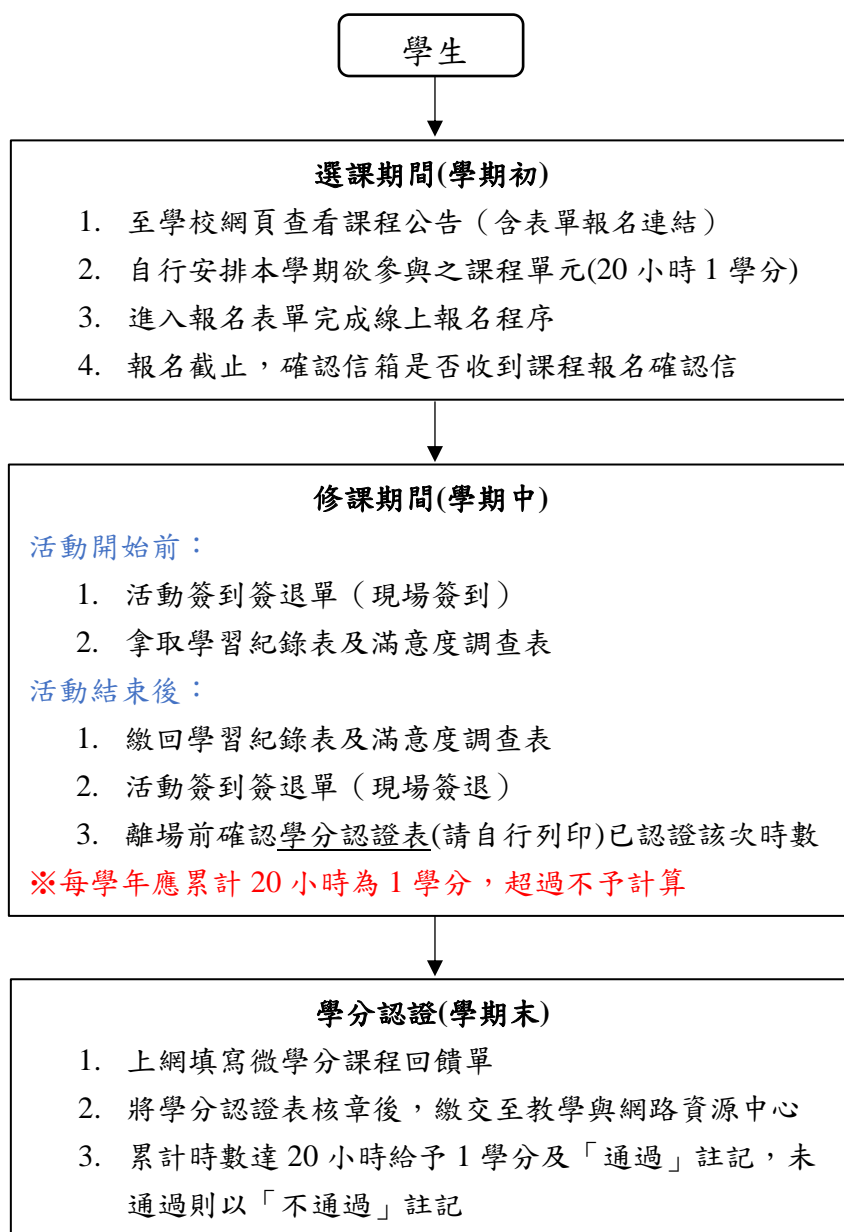 學生
選課期間(學期初)
1. 至學校網頁查看課程公告（含表單報名連結）
2. 自行安排本學期欲參與之課程單元(20 小時 1 學分)
3. 進入報名表單完成線上報名程序
4. 報名截止，確認信箱是否收到課程報名確認信
修課期間(學期中)
活動開始前：
1. 活動簽到簽退單（現場簽到）
2. 拿取學習紀錄表及滿意度調查表
活動結束後：
1. 繳回學習紀錄表及滿意度調查表
2. 活動簽到簽退單（現場簽退）
3. 離場前確認學分認證表(請自行列印)已認證該次時數
※每學年應累計 20 小時為 1 學分，超過不予計算
學分認證(學期末)
1. 上網填寫微學分課程回饋單
2. 將學分認證表核章後，繳交至教學與網路資源中心
3. 累計時數達 20 小時給予 1 學分及「通過」註記，未
通過則以「不通過」註記